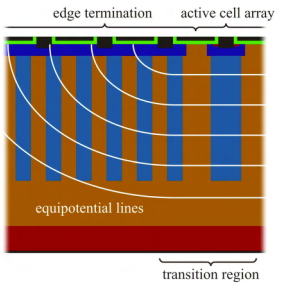 edge termination active cell array
equipotential lines
transition region